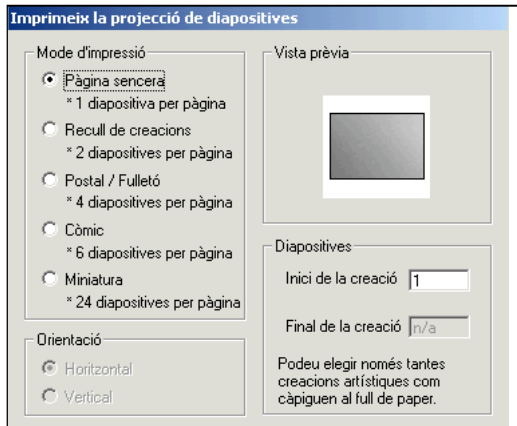 Imprimeix la projecció de diapositives
Mode d'impressió
Pàgina sencera
* 1 diapositiva per pàgina
Recull de creacions
* 2 diapositives per pàgina
Postal / Fulletó
* 4 diapositives per pàgina
Còmic
* 6 diapositives per pàgina
Miniatura
* 24 diapositives per pàgina
Orientació
Horitzontal
Vertical
Vista prèvia
Diapositives
Inici de la creació 1
Final de la creació n/a
Podeu elegir només tantes
creacions artístiques com
càpiguen al full de paper.